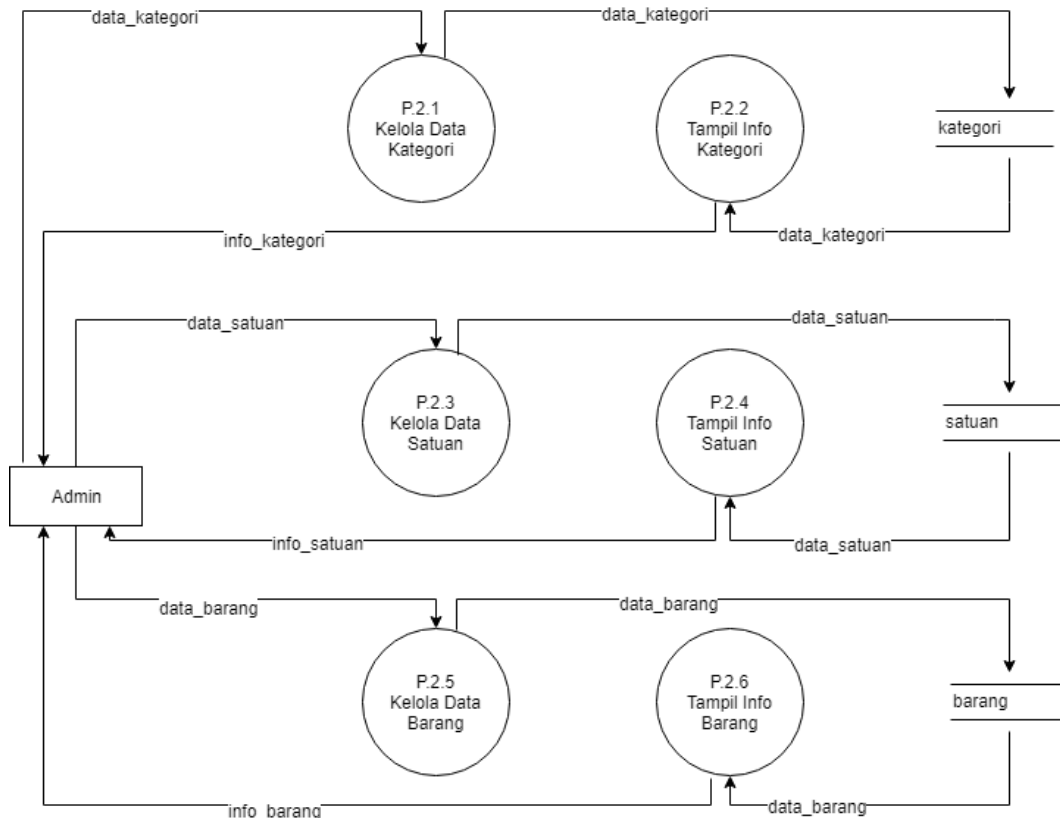 data_kategori
data_kategori
P.2.1
Kelola Data
Kategori
P.2.2
Tampil Info
Kategori
kategori
info_kategori
data_kategori
data_satuan
data_satuan
P.2.3
Kelola Data
Satuan
P.2.4
Tampil Info
Satuan
satuan
Admin
info_satuan
data_satuan
data_barang
data_barang
P.2.5
Kelola Data
Barang
P.2.6
Tampil Info
Barang
barang
info_barang
data_barang